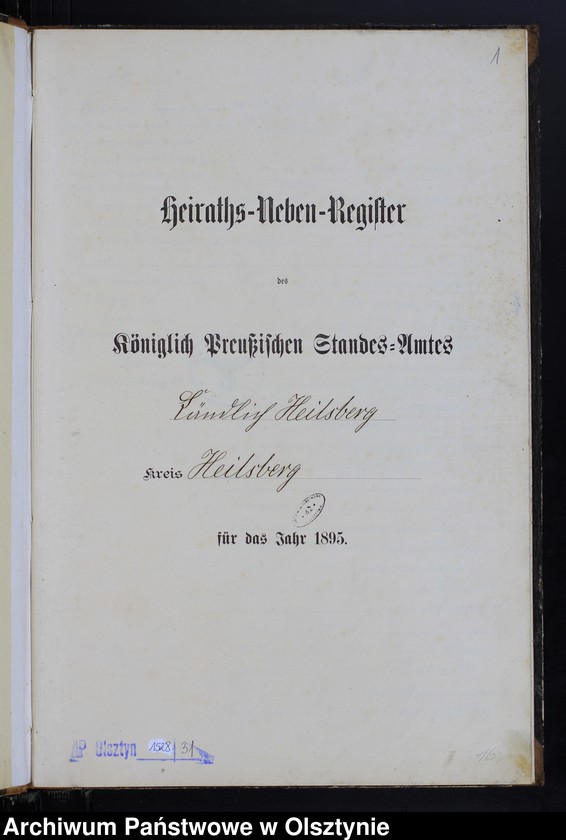 1
Heiraths-Neben-Register
des
Königlich Preußischen Standes-Amtes
Ländlich Heilsberg
Kreis Heilsberg
für das Jahr 1895.
AP Olsztyn 1528 31
Archiwum Państwowe w Olsztynie